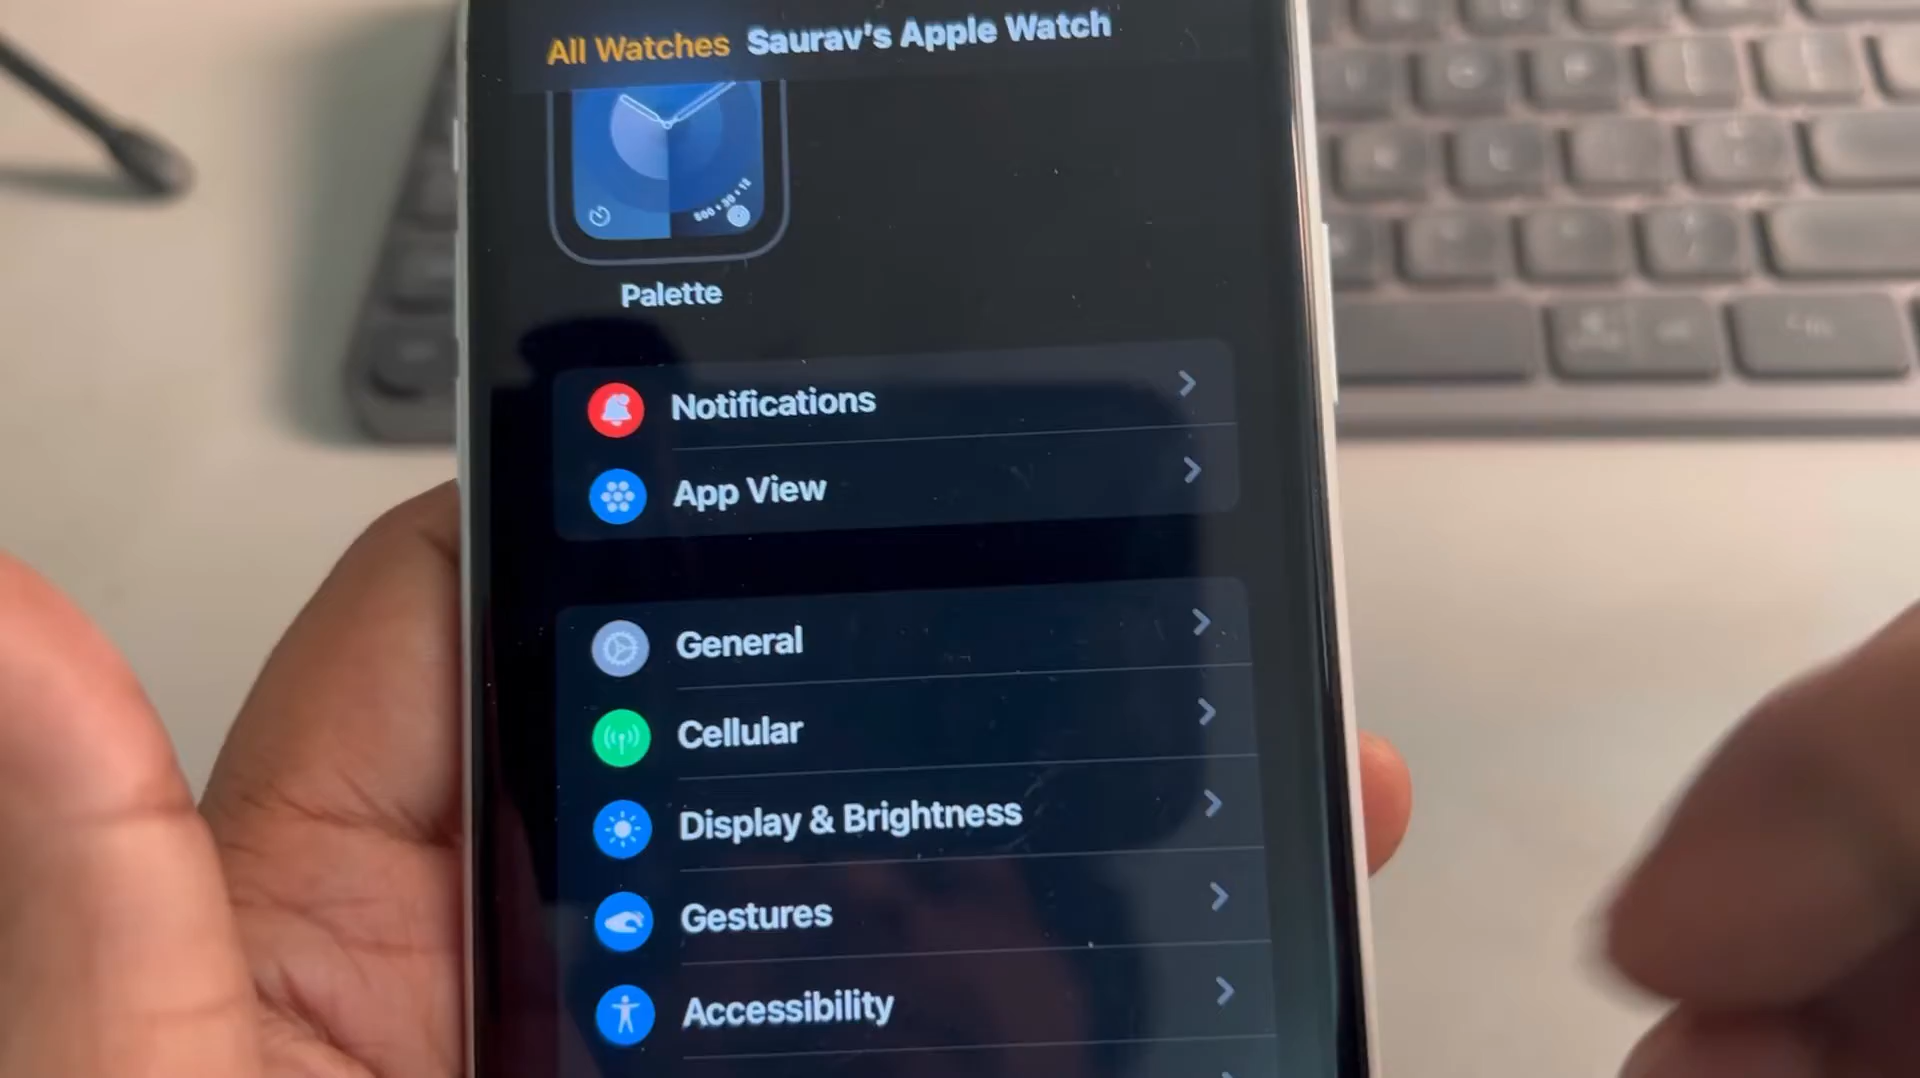 All Watches Saurav's Apple Watch
Palette
Notifications
App View
General
Cellular
Display & Brightness
Gestures
Accessibility